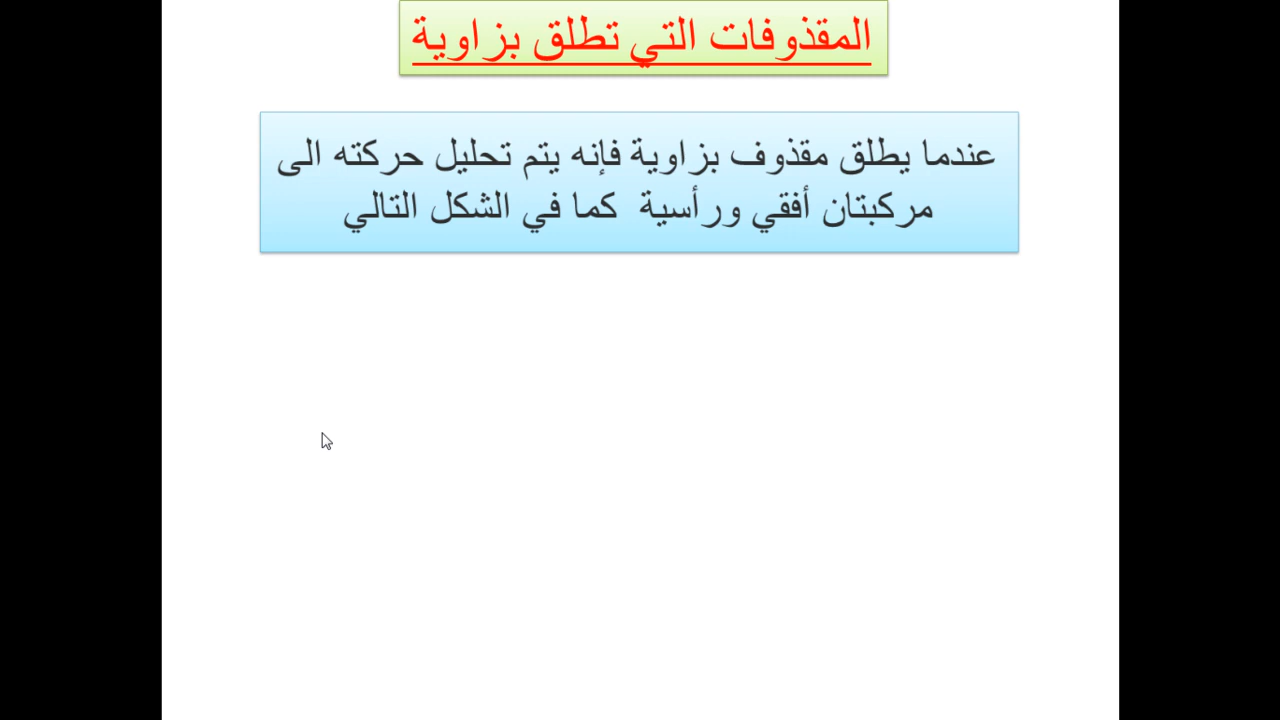 المقذوفات التي تطلق بزاوية
عندما يطلق مقذوف بزاوية فإنه يتم تحليل حركته الى
مركبتان أفقي ورأسية كما في الشكل التالي